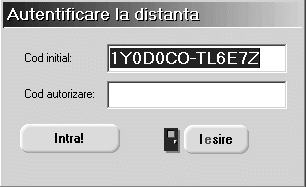 Autentificare la distanta
Cod initial: 1Y0D0CO-TL6E7Z
Cod autorizare:
Intra! Iesire